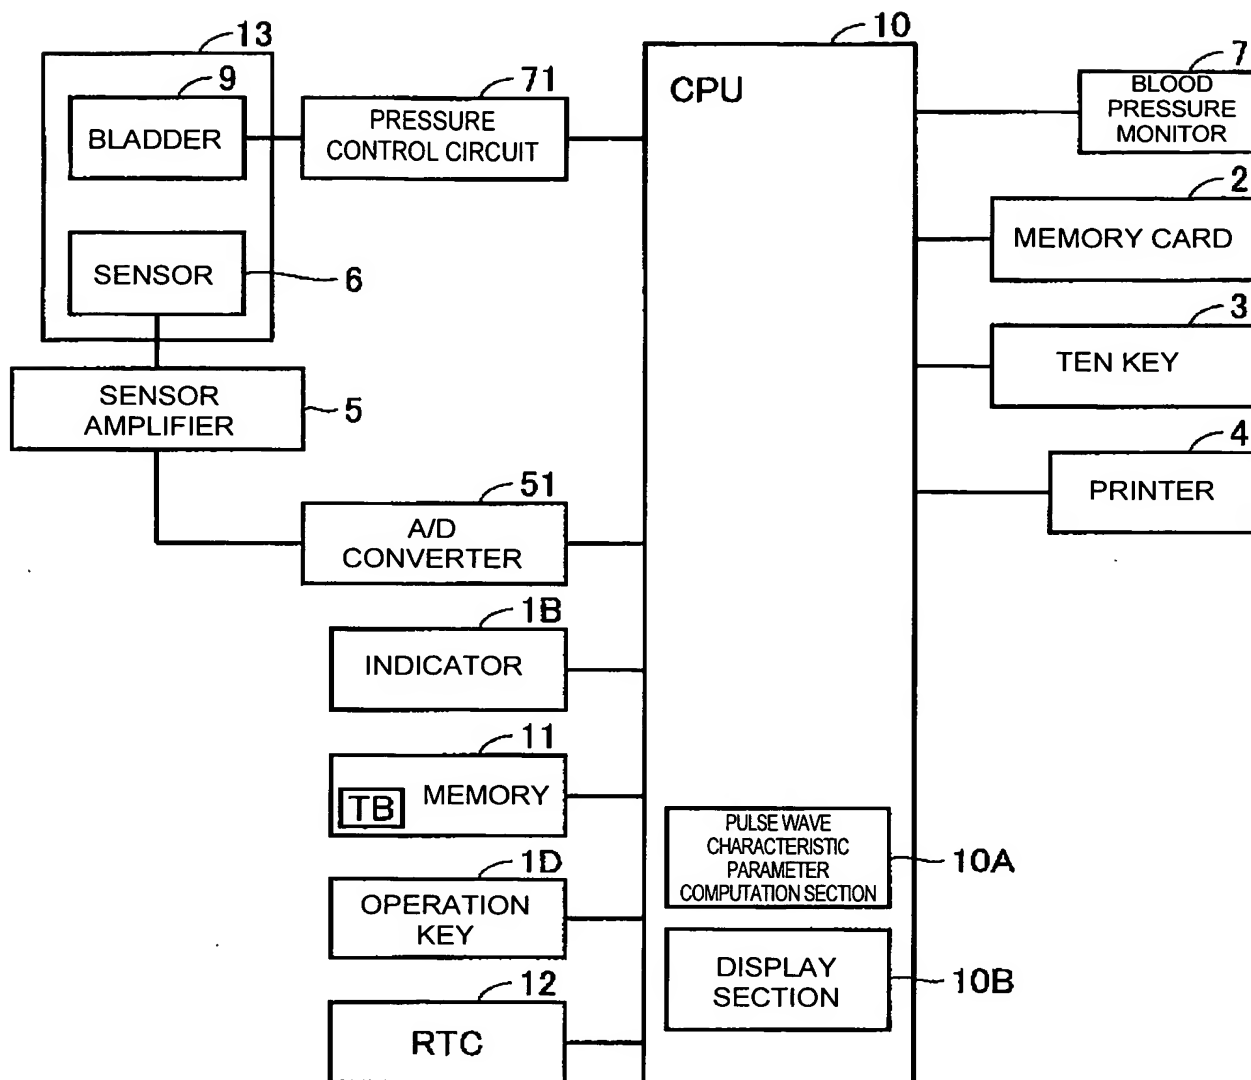 13
9
BLADDER
71
PRESSURE
CONTROL CIRCUIT
SENSOR
6
SENSOR
AMPLIFIER
5
51
A/D
CONVERTER
1B
INDICATOR
11
TB
MEMORY
1D
OPERATION
KEY
12
RTC
10
CPU
PULSE WAVE
CHARACTERISTIC
PARAMETER
COMPUTATION SECTION
10A
DISPLAY
SECTION
10B
7
BLOOD
PRESSURE
MONITOR
2
MEMORY CARD
3
TEN KEY
4
PRINTER